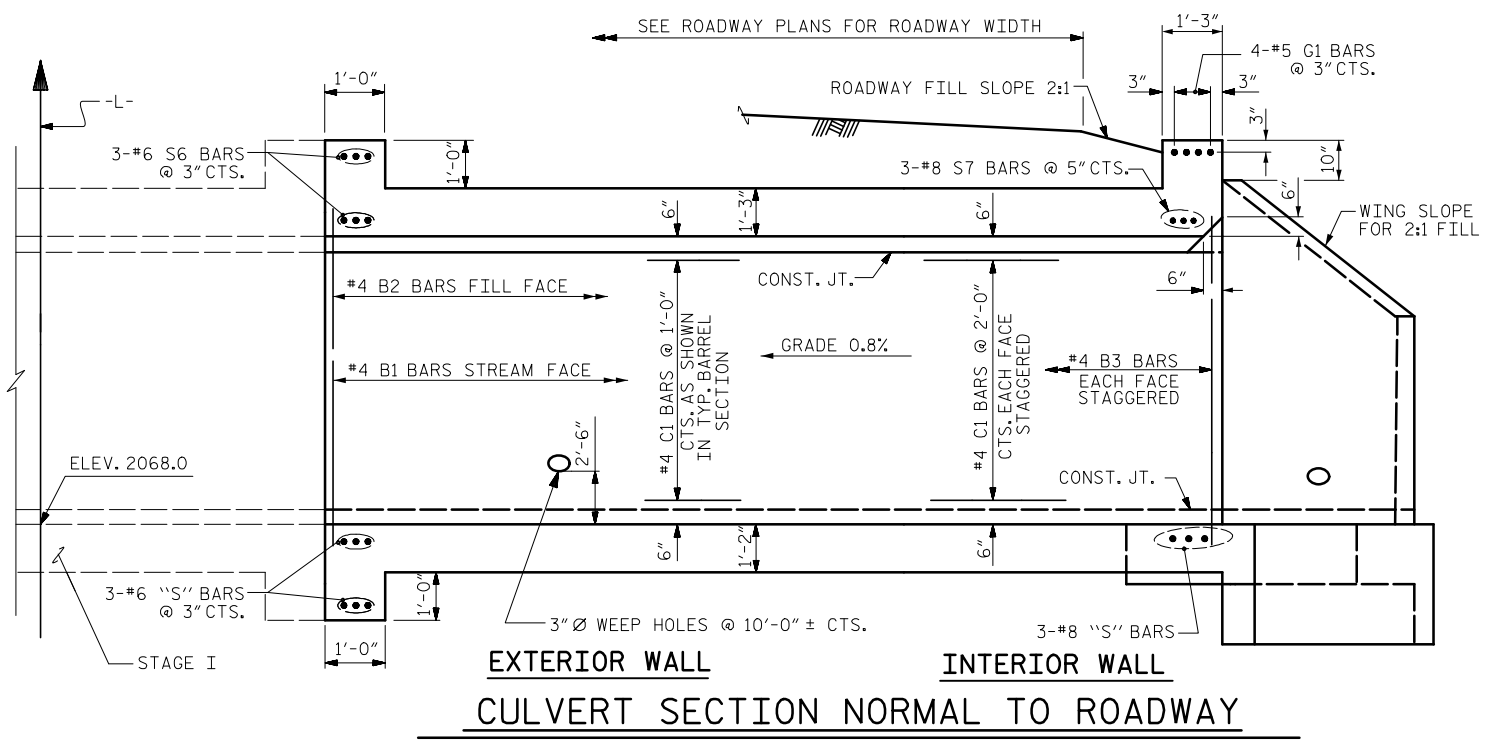 SEE ROADWAY PLANS FOR ROADWAY WIDTH
1'-3"
4-#5 G1 BARS
@ 3" CTS.
1'-0"
ROADWAY FILL SLOPE 2:1
3"
3"
-L-
3"
3-#6 S6 BARS
@ 3" CTS.
1'-0"
3-#8 S7 BARS @ 5" CTS.
10"
6"
6"
1'-3"
6"
WING SLOPE
FOR 2:1 FILL
CONST. JT.
6"
#4 B2 BARS FILL FACE
#4 C1 BARS @ 1'-0"
CTS. AS SHOWN
IN TYP. BARREL
SECTION
#4 C1 BARS @ 2'-0"
CTS. EACH FACE
STAGGERED
GRADE 0.8%
#4 B1 BARS STREAM FACE
#4 B3 BARS
EACH FACE
STAGGERED
2'-6"
ELEV. 2068.0
CONST. JT.
6"
1'-2"
6"
3-#6 "S" BARS
@ 3" CTS.
1'-0"
3" Ø WEEP HOLES @ 10'-0" ± CTS.
3-#8 "S" BARS
1'-0"
STAGE I
EXTERIOR WALL
INTERIOR WALL
CULVERT SECTION NORMAL TO ROADWAY